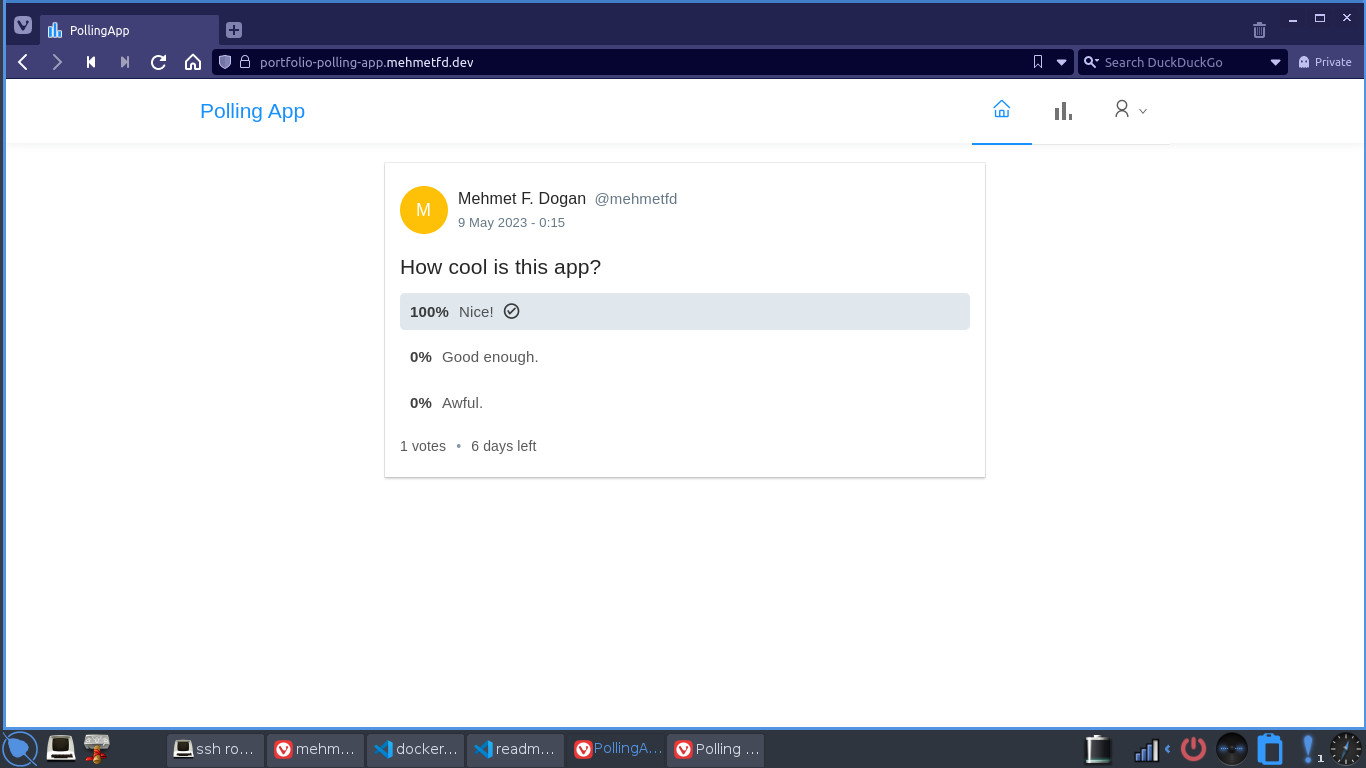 PollingApp
portfolio-polling-app.mehmetfd.dev
Search DuckDuckGo
Private
Polling App
M
Mehmet F. Dogan @mehmetfd
9 May 2023 - 0:15
How cool is this app?
100% Nice!
0% Good enough.
0% Awful.
1 votes • 6 days left
ssh ro... mehm... docker... readm... PollingA... Polling ... 1